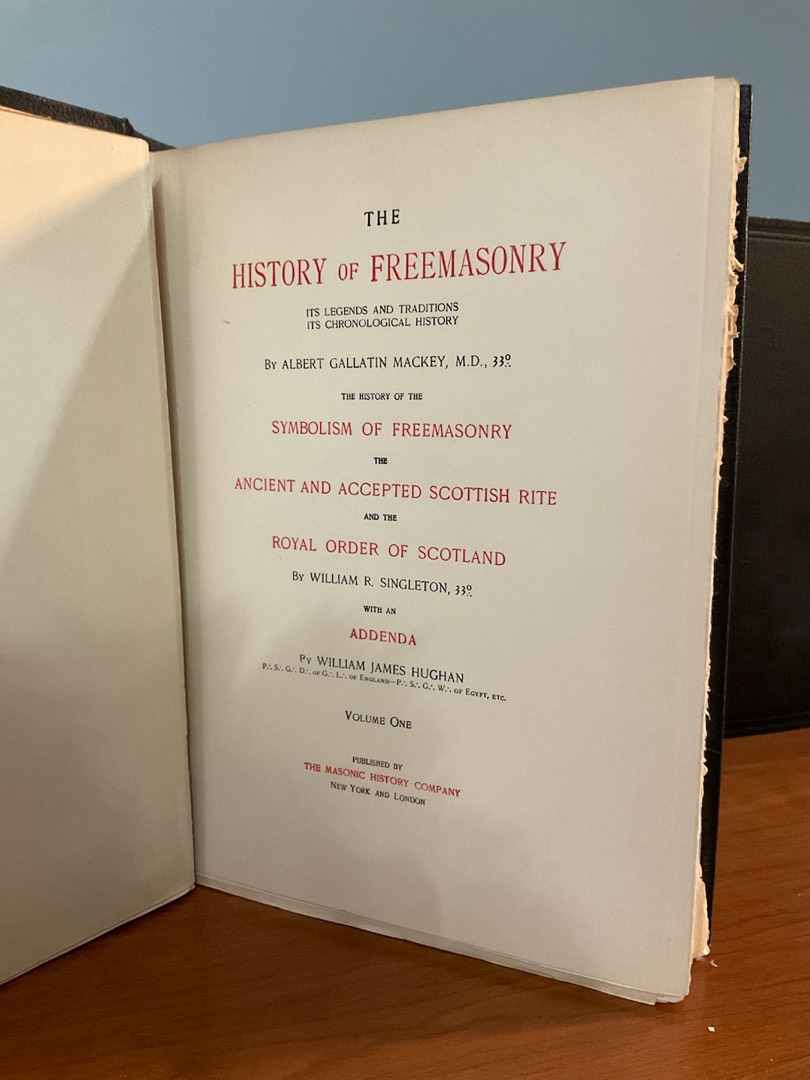 THE
HISTORY OF FREEMASONRY
ITS LEGENDS AND TRADITIONS
ITS CHRONOLOGICAL HISTORY
By ALBERT GALLATIN MACKEY, M.D., 33º∴
THE HISTORY OF THE
SYMBOLISM OF FREEMASONRY
THE
ANCIENT AND ACCEPTED SCOTTISH RITE
AND THE
ROYAL ORDER OF SCOTLAND
By WILLIAM R. SINGLETON, 33º∴
WITH AN
ADDENDA
By WILLIAM JAMES HUGHAN
P∴ S∴ G∴ D∴ OF G∴ L∴ OF ENGLAND—P∴ S∴ G∴ W∴ OF EGYPT, ETC.
VOLUME ONE
PUBLISHED BY
THE MASONIC HISTORY COMPANY
NEW YORK AND LONDON